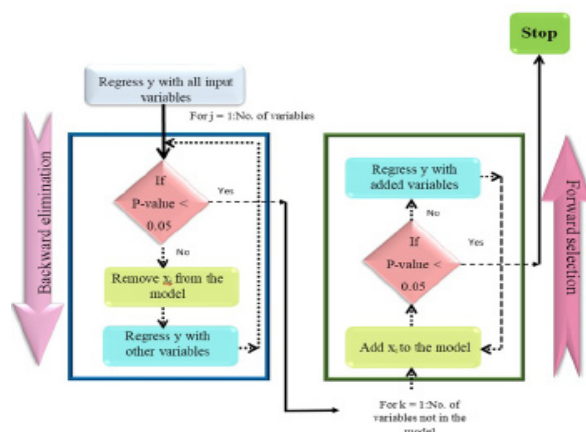 Stop
Regress y with all input
variables
For j = 1:No. of variables
Backward elimination
If
P-value <
0.05
Yes
No
Remove x from the
model
Regress y with
other variables
Regress y with
added variables
No
If
P-value <
0.05
Yes
Add x to the model
For k = 1:No. of
variables not in the
model
Forward selection